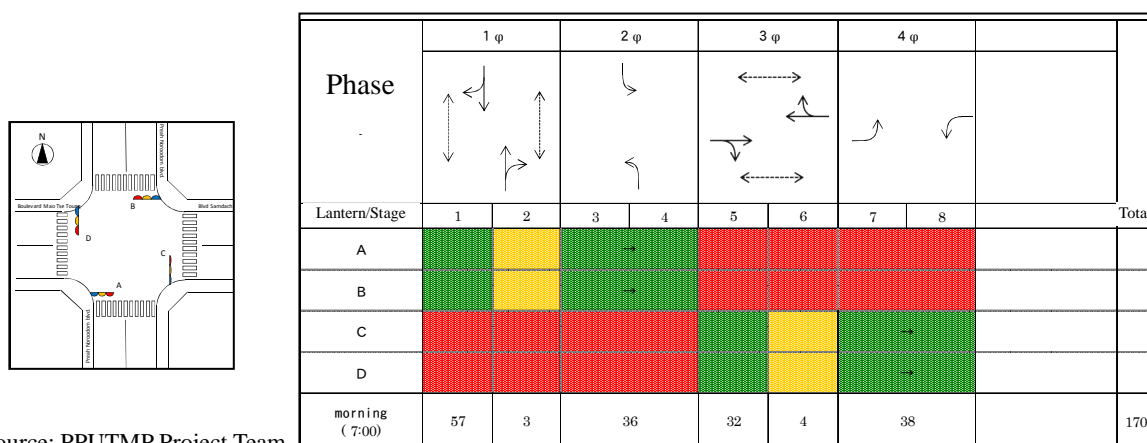 1 φ 2 φ 3 φ 4 φ
Phase
-
Lantern/Stage 1 2 3 4 5 6 7 8 Tota
A →
B →
C →
D →
morning
( 7:00) 57 3 36 32 4 38 170
N
Preah Norodom blvd.
Boulevard Mao Tse Toung
Blvd Samdach
B
D
C
A
Preah Norodom blvd.
ource: PPUTMP Project Team